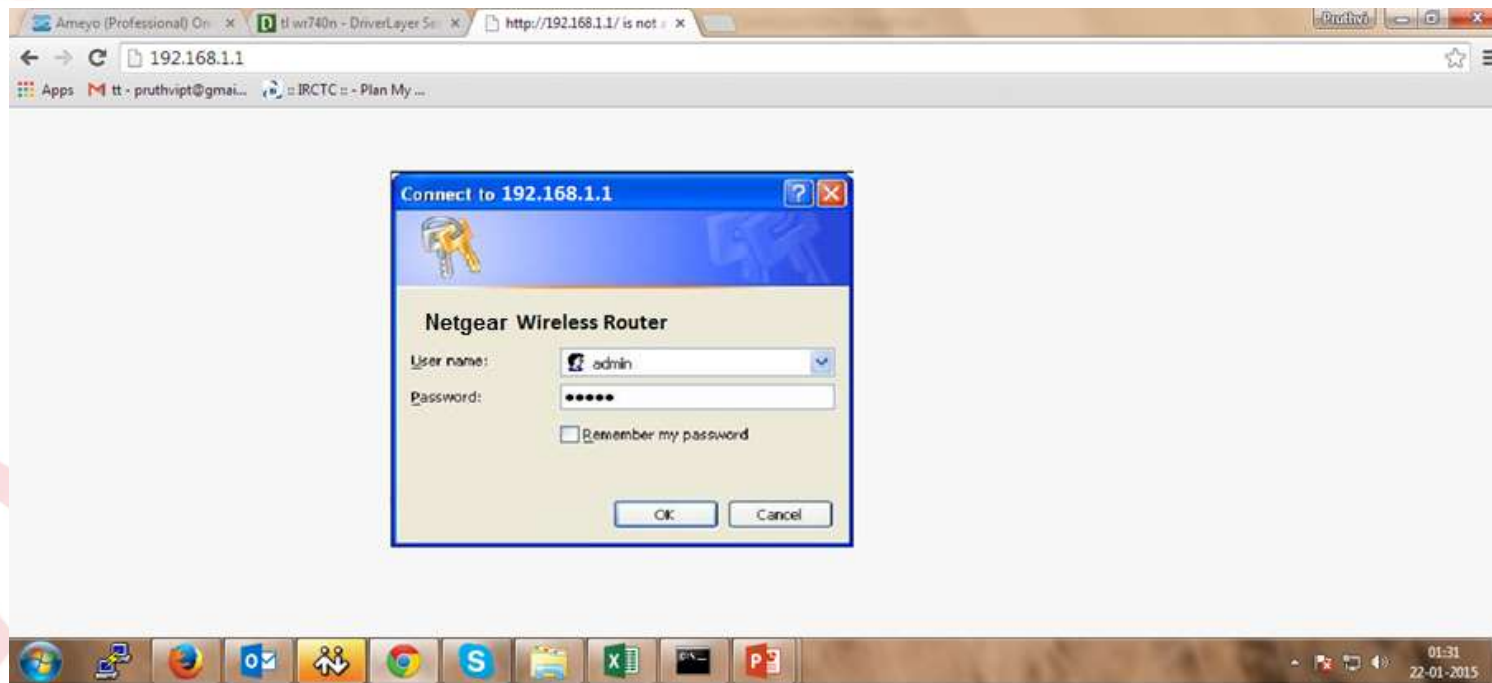 Ameyo (Professional) On
tl wr740n - DriverLayer Se
http://192.168.1.1/ is not a
Pruthvi
192.168.1.1
Apps
tt - pruthvipt@gmai...
:: IRCTC :: - Plan My ...
Connect to 192.168.1.1
Netgear Wireless Router
User name:
admin
Password:
•••••
Remember my password
OK
Cancel
01:31
22-01-2015